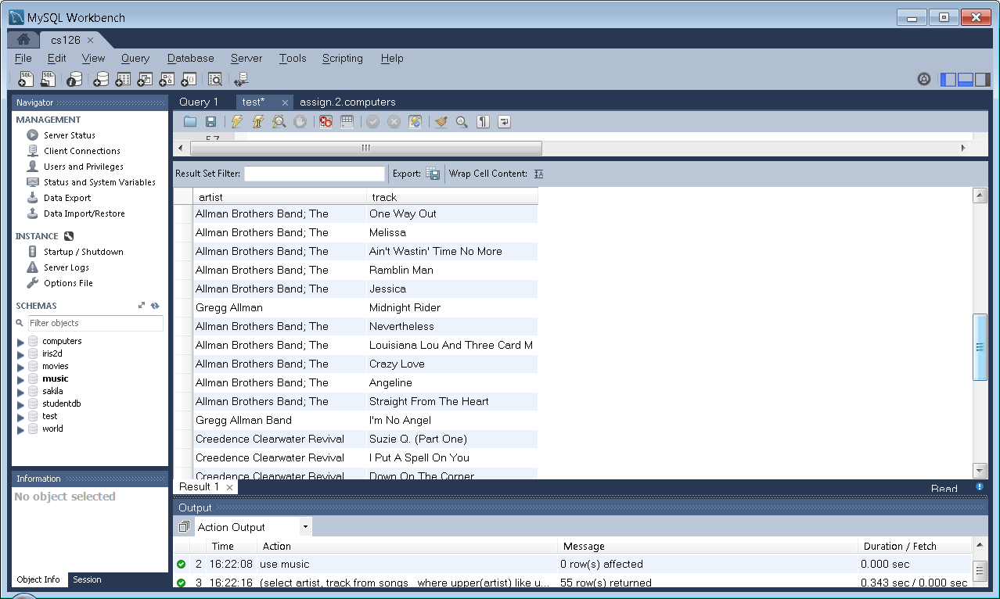 MySQL Workbench
cs126
File Edit View Query Database Server Tools Scripting Help
Navigator
MANAGEMENT
Server Status
Client Connections
Users and Privileges
Status and System Variables
Data Export
Data Import/Restore
INSTANCE
Startup / Shutdown
Server Logs
Options File
SCHEMAS
Filter objects
computers
iris2d
movies
music
sakila
studentdb
test
world
Information
No object selected
Object Info Session
Query 1 test* assign.2.computers
57
Result Set Filter: Export: Wrap Cell Content:
artist track
Allman Brothers Band; The One Way Out
Allman Brothers Band; The Melissa
Allman Brothers Band; The Ain't Wastin' Time No More
Allman Brothers Band; The Ramblin Man
Allman Brothers Band; The Jessica
Gregg Allman Midnight Rider
Allman Brothers Band; The Nevertheless
Allman Brothers Band; The Louisiana Lou And Three Card M
Allman Brothers Band; The Crazy Love
Allman Brothers Band; The Angeline
Allman Brothers Band; The Straight From The Heart
Gregg Allman Band I'm No Angel
Creedence Clearwater Revival Suzie Q. (Part One)
Creedence Clearwater Revival I Put A Spell On You
Creedence Clearwater Revival Down On The Corner
Result 1 Read
Output
Action Output
Time Action Message Duration / Fetch
2 16:22:08 use music 0 row(s) affected 0.000 sec
3 16:22:16 (select artist, track from songs where upper(artist) like u... 55 row(s) returned 0.343 sec / 0.000 sec